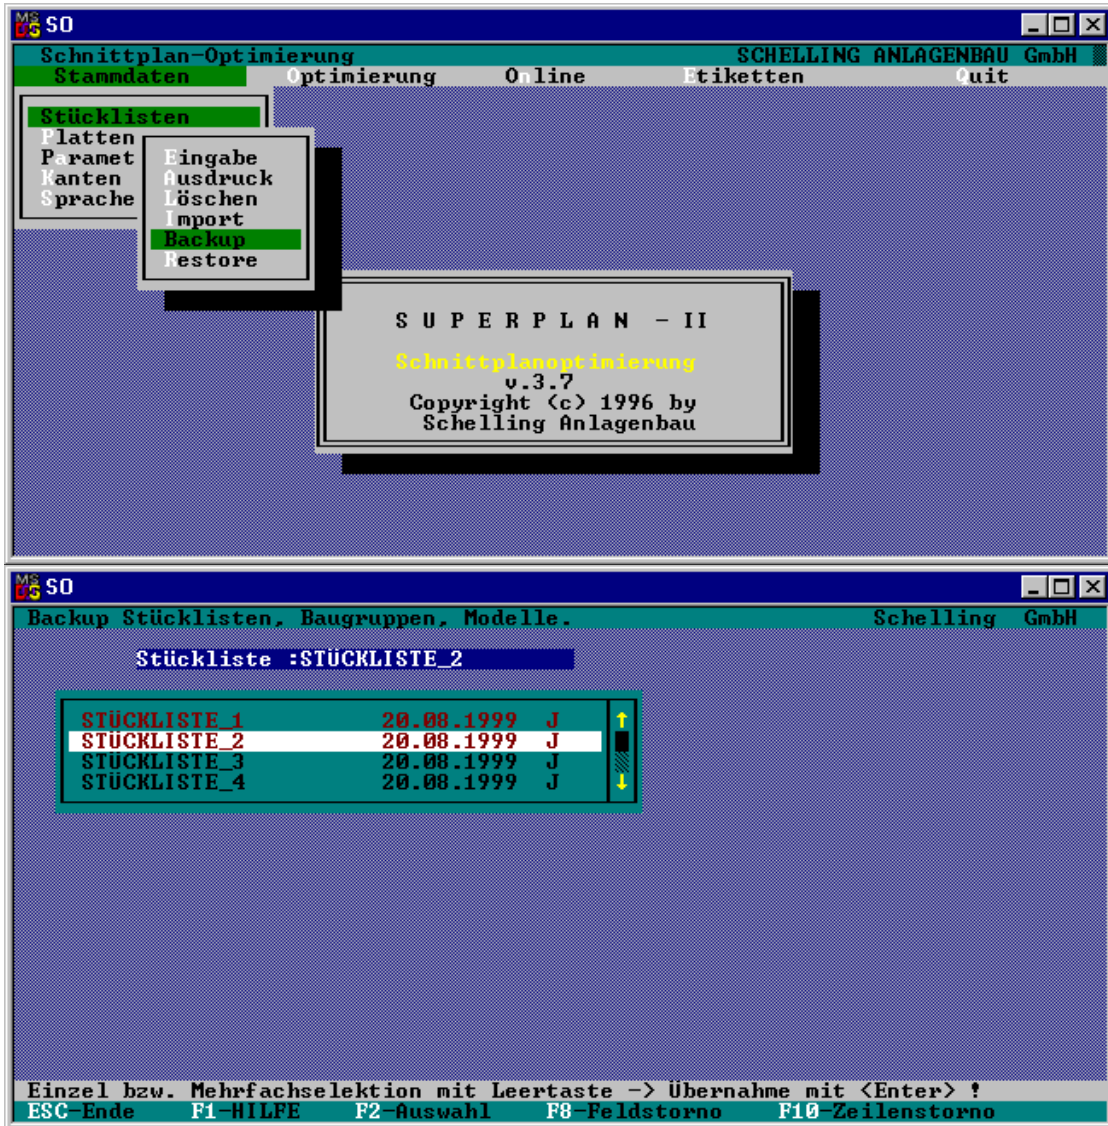 SO
Schnittplan-Optimierung SCHELLING ANLAGENBAU GmbH
Stammdaten Optimierung Online Etiketten Quit
Stücklisten
Platten
Paramet
Kanten
Sprache
Eingabe
Ausdruck
Löschen
Import
Backup
Restore
S U P E R P L A N - II
Schnittplanoptimierung
v.3.7
Copyright (c) 1996 by
Schelling Anlagenbau
SO
Backup Stücklisten, Baugruppen, Modelle. Schelling GmbH
Stückliste :STÜCKLISTE_2
STÜCKLISTE_1 20.08.1999 J
STÜCKLISTE_2 20.08.1999 J
STÜCKLISTE_3 20.08.1999 J
STÜCKLISTE_4 20.08.1999 J
Einzel bzw. Mehrfachselektion mit Leertaste -> Übernahme mit <Enter> !
ESC-Ende F1-HILFE F2-Auswahl F8-Feldstorno F10-Zeilenstorno